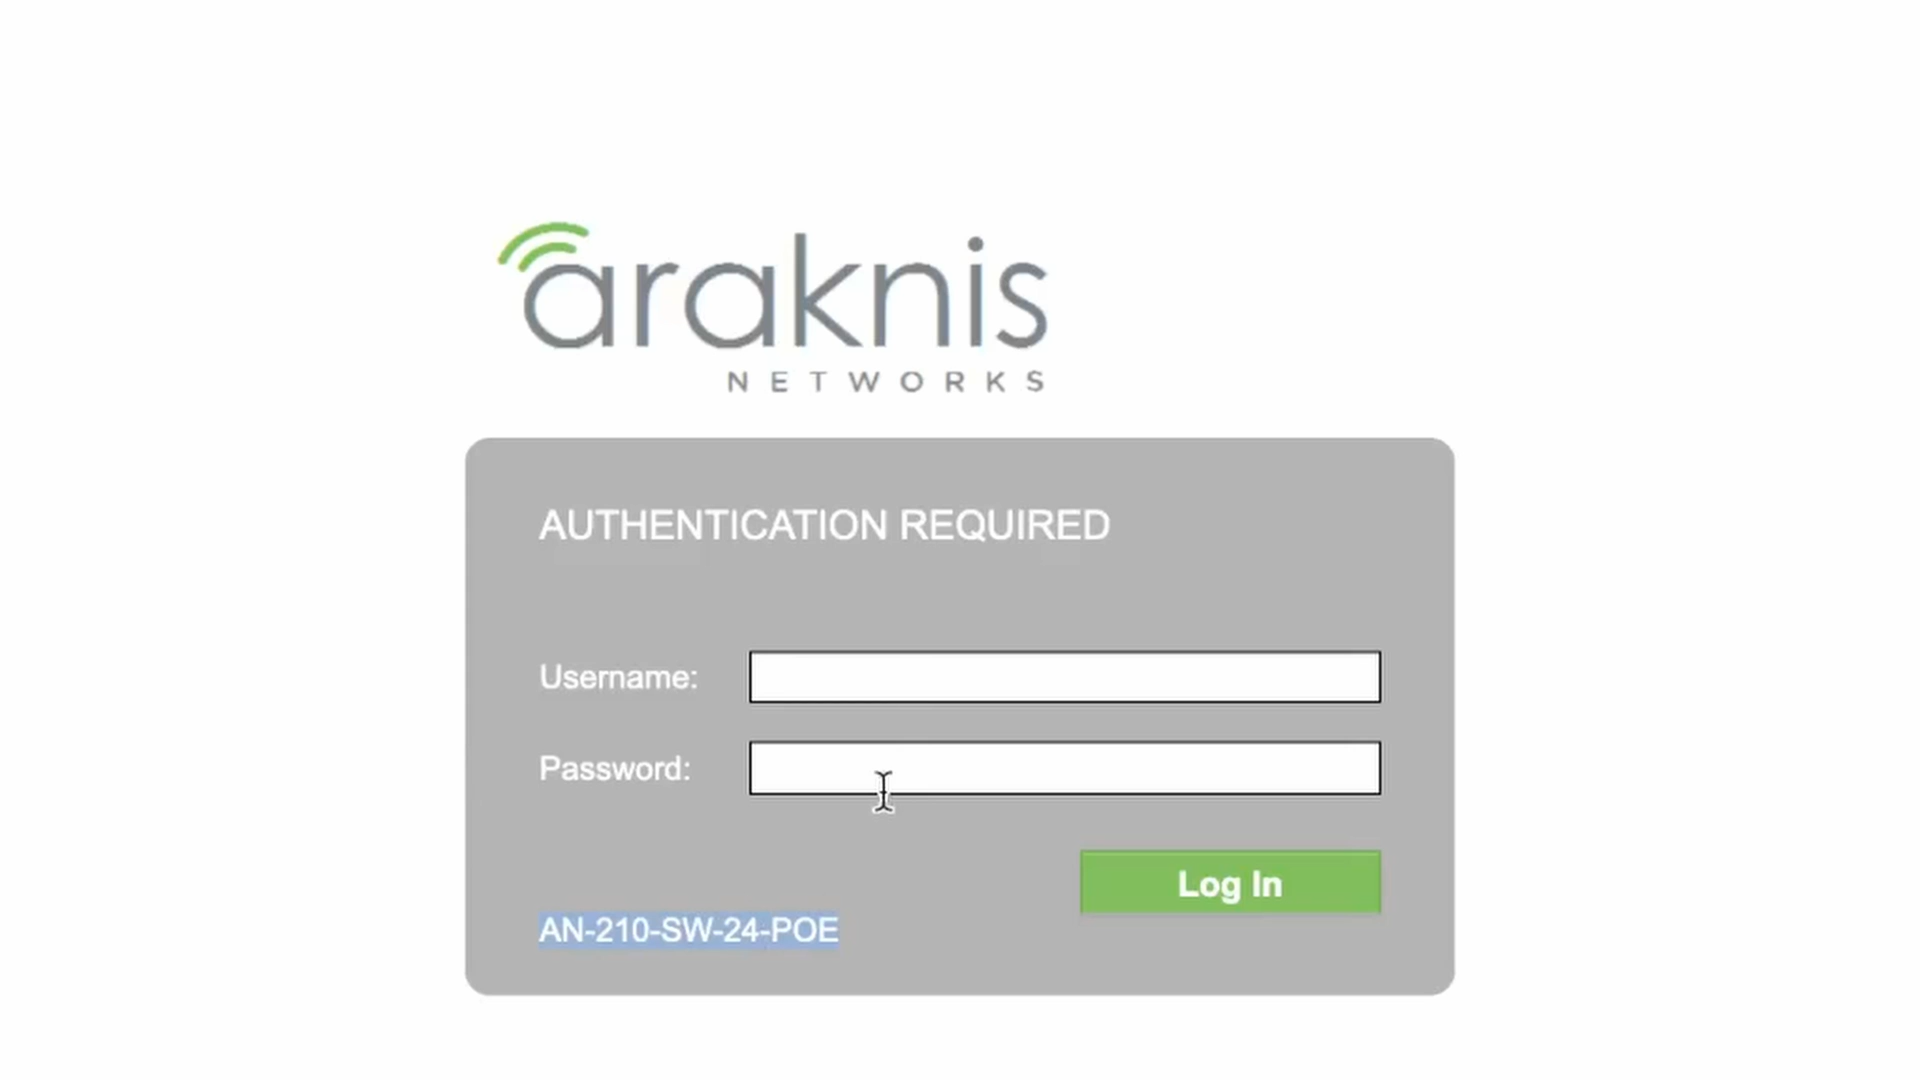 araknis
NETWORKS
AUTHENTICATION REQUIRED
Username:
Password:
Log In
AN-210-SW-24-POE